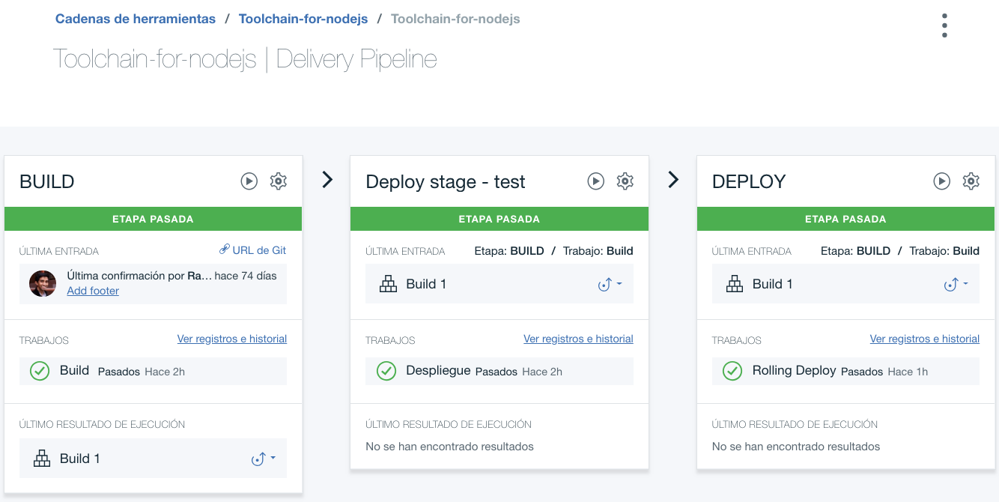 Cadenas de herramientas / Toolchain-for-nodejs / Toolchain-for-nodejs
Toolchain-for-nodejs | Delivery Pipeline
BUILD
ETAPA PASADA
ÚLTIMA ENTRADA URL de Git
Última confirmación por Ra... hace 74 días
Add footer
TRABAJOS Ver registros e historial
Build Pasados Hace 2h
ÚLTIMO RESULTADO DE EJECUCIÓN
Build 1
Deploy stage - test
ETAPA PASADA
ÚLTIMA ENTRADA Etapa: BUILD / Trabajo: Build
Build 1
TRABAJOS Ver registros e historial
Despliegue Pasados Hace 2h
ÚLTIMO RESULTADO DE EJECUCIÓN
No se han encontrado resultados
DEPLOY
ETAPA PASADA
ÚLTIMA ENTRADA Etapa: BUILD / Trabajo: Build
Build 1
TRABAJOS Ver registros e historial
Rolling Deploy Pasados Hace 1h
ÚLTIMO RESULTADO DE EJECUCIÓN
No se han encontrado resultados